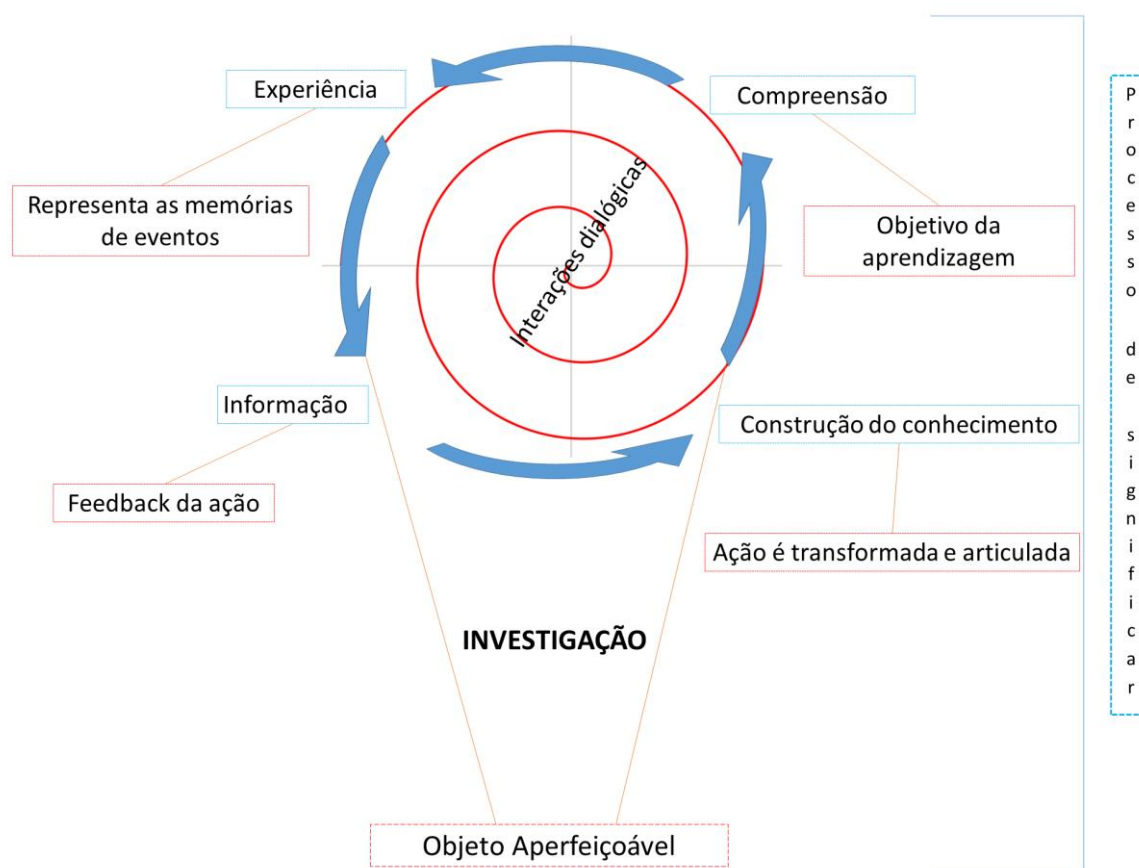 Experiência
Compreensão
Representa as memórias
de eventos
Interações dialógicas
Objetivo da
aprendizagem
Informação
Construção do conhecimento
Feedback da ação
Ação é transformada e articulada
INVESTIGAÇÃO
Objeto Aperfeiçoável
Processo de significar